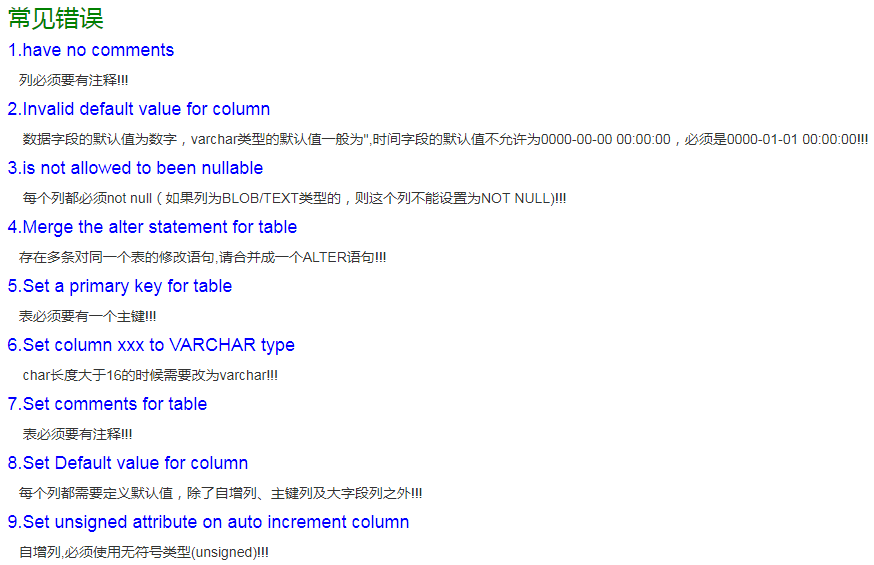 常见错误
1.have no comments
列必须要有注释!!!
2.Invalid default value for column
数据字段的默认值为数字，varchar类型的默认值一般为'',时间字段的默认值不允许为0000-00-00 00:00:00，必须是0000-01-01 00:00:00!!!
3.is not allowed to been nullable
每个列都必须not null（如果列为BLOB/TEXT类型的，则这个列不能设置为NOT NULL)!!!
4.Merge the alter statement for table
存在多条对同一个表的修改语句,请合并成一个ALTER语句!!!
5.Set a primary key for table
表必须要有一个主键!!!
6.Set column xxx to VARCHAR type
char长度大于16的时候需要改为varchar!!!
7.Set comments for table
表必须要有注释!!!
8.Set Default value for column
每个列都需要定义默认值，除了自增列、主键列及大字段列之外!!!
9.Set unsigned attribute on auto increment column
自增列,必须使用无符号类型(unsigned)!!!